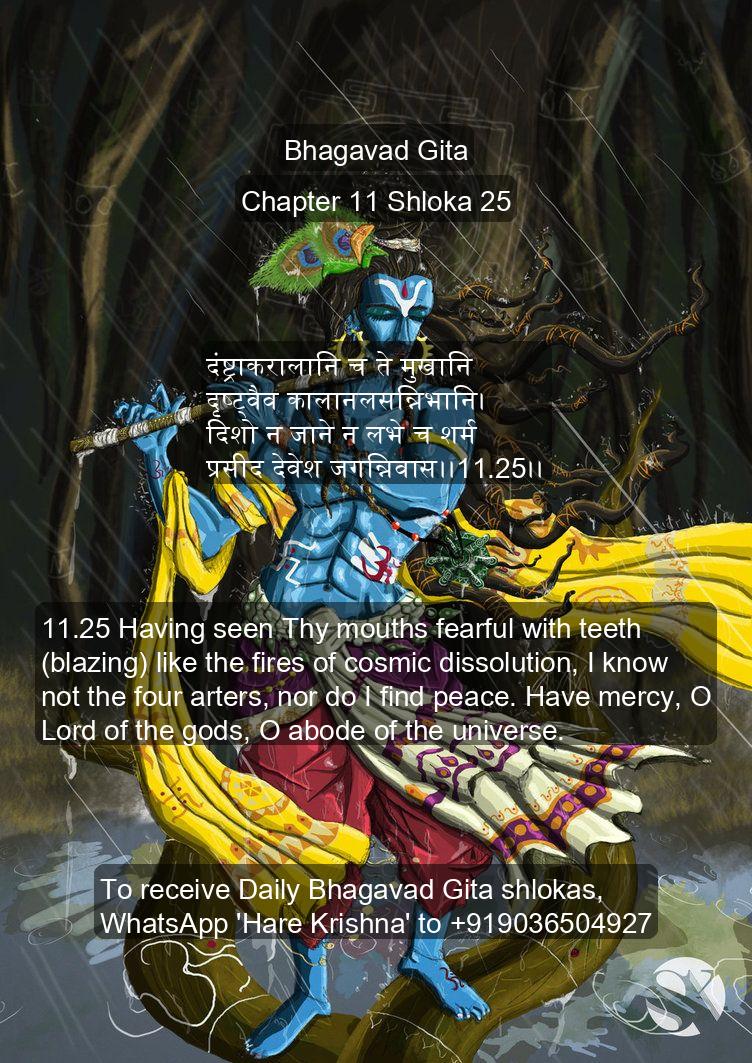 Bhagavad Gita
Chapter 11 Shloka 25
दंष्ट्राकरालानि च ते मुखानि
दृष्ट्वैव कालानलसन्निभानि।
दिशो न जाने न लभे च शर्म
प्रसीद देवेश जगन्निवास।।11.25।।
11.25 Having seen Thy mouths fearful with teeth
(blazing) like the fires of cosmic dissolution, I know
not the four arters, nor do I find peace. Have mercy, O
Lord of the gods, O abode of the universe.
To receive Daily Bhagavad Gita shlokas,
WhatsApp 'Hare Krishna' to +919036504927